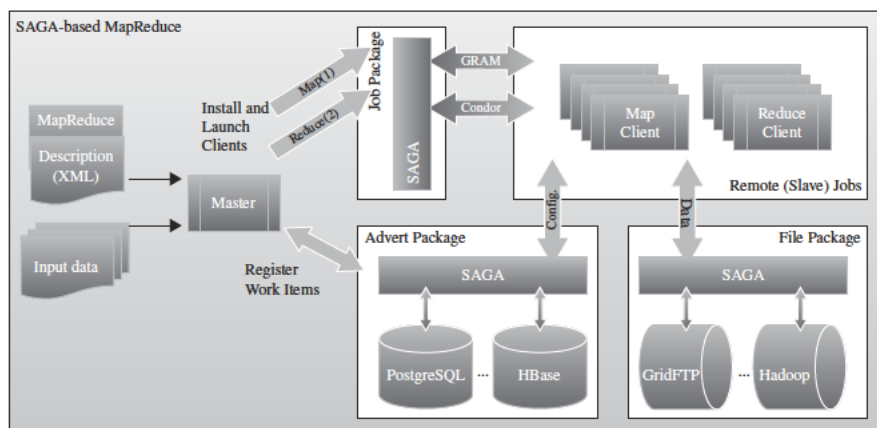 SAGA-based MapReduce
MapReduce
Description
(XML)
Input data
Master
Install and
Launch
Clients
Map(1)
Reduce(2)
Register
Work Items
Job Package
SAGA
GRAM
Condor
Map
Client
Reduce
Client
Remote (Slave) Jobs
Config.
Data
Advert Package
SAGA
PostgreSQL
...
HBase
File Package
SAGA
GridFTP
...
Hadoop